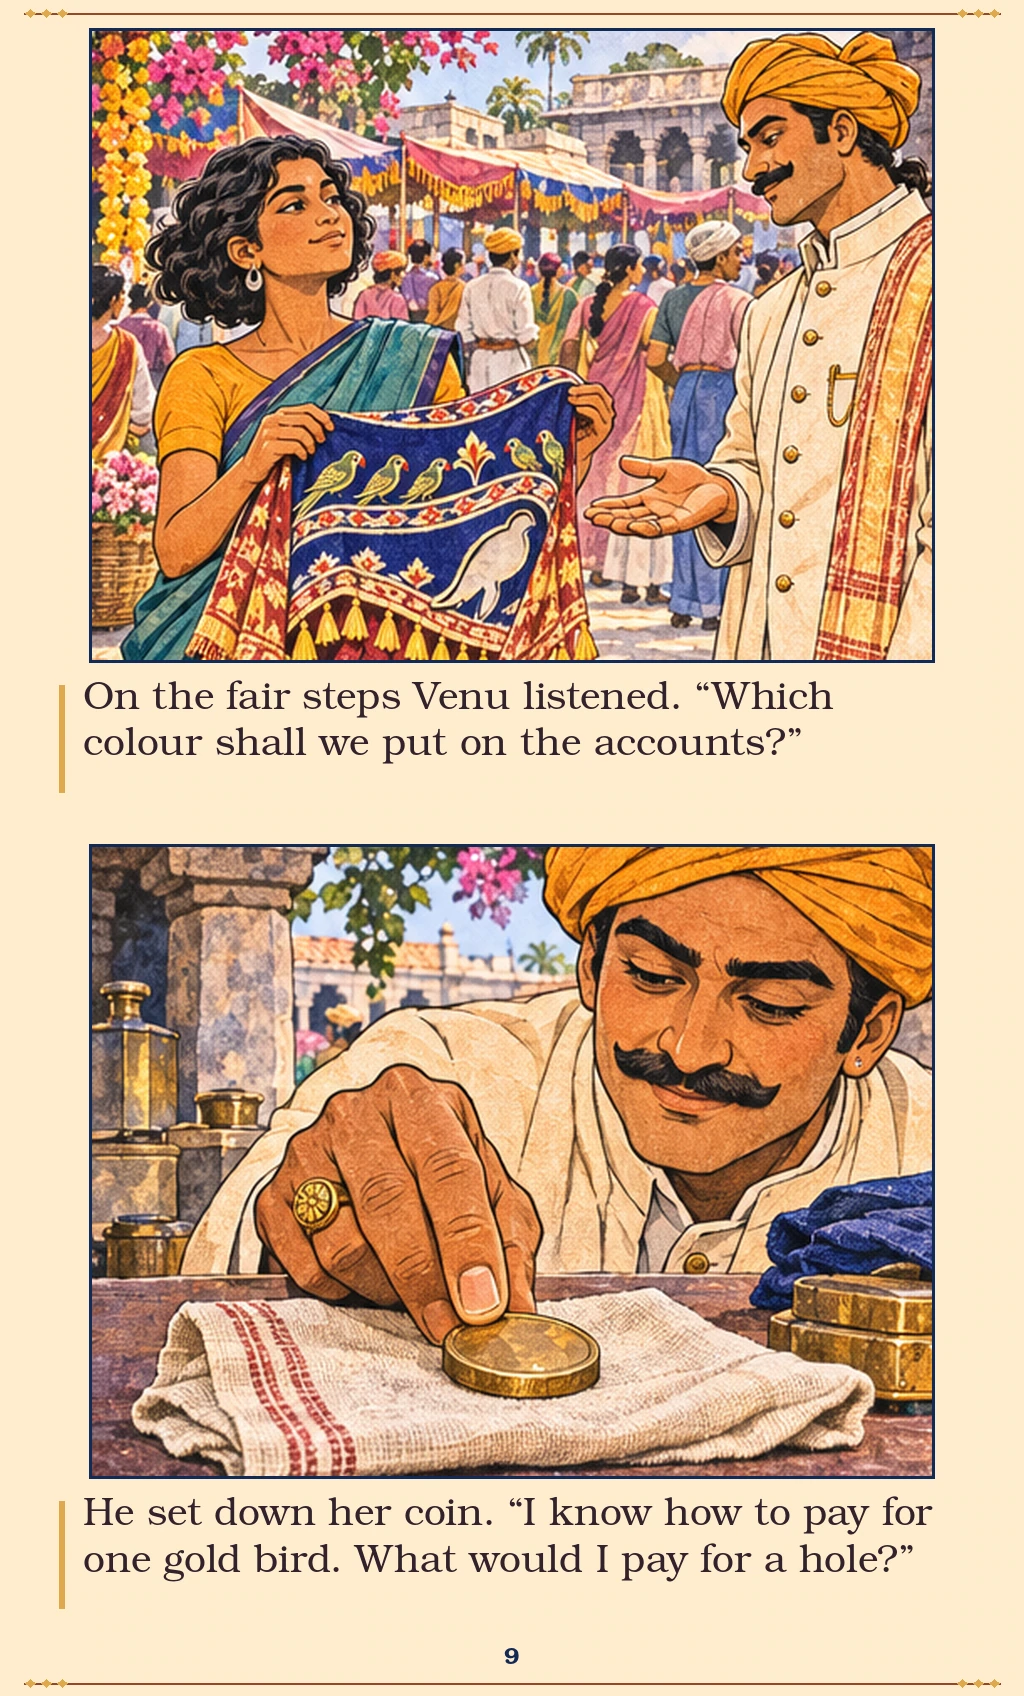 On the fair steps Venu listened. “Which
colour shall we put on the accounts?”
He set down her coin. “I know how to pay for
one gold bird. What would I pay for a hole?”
9